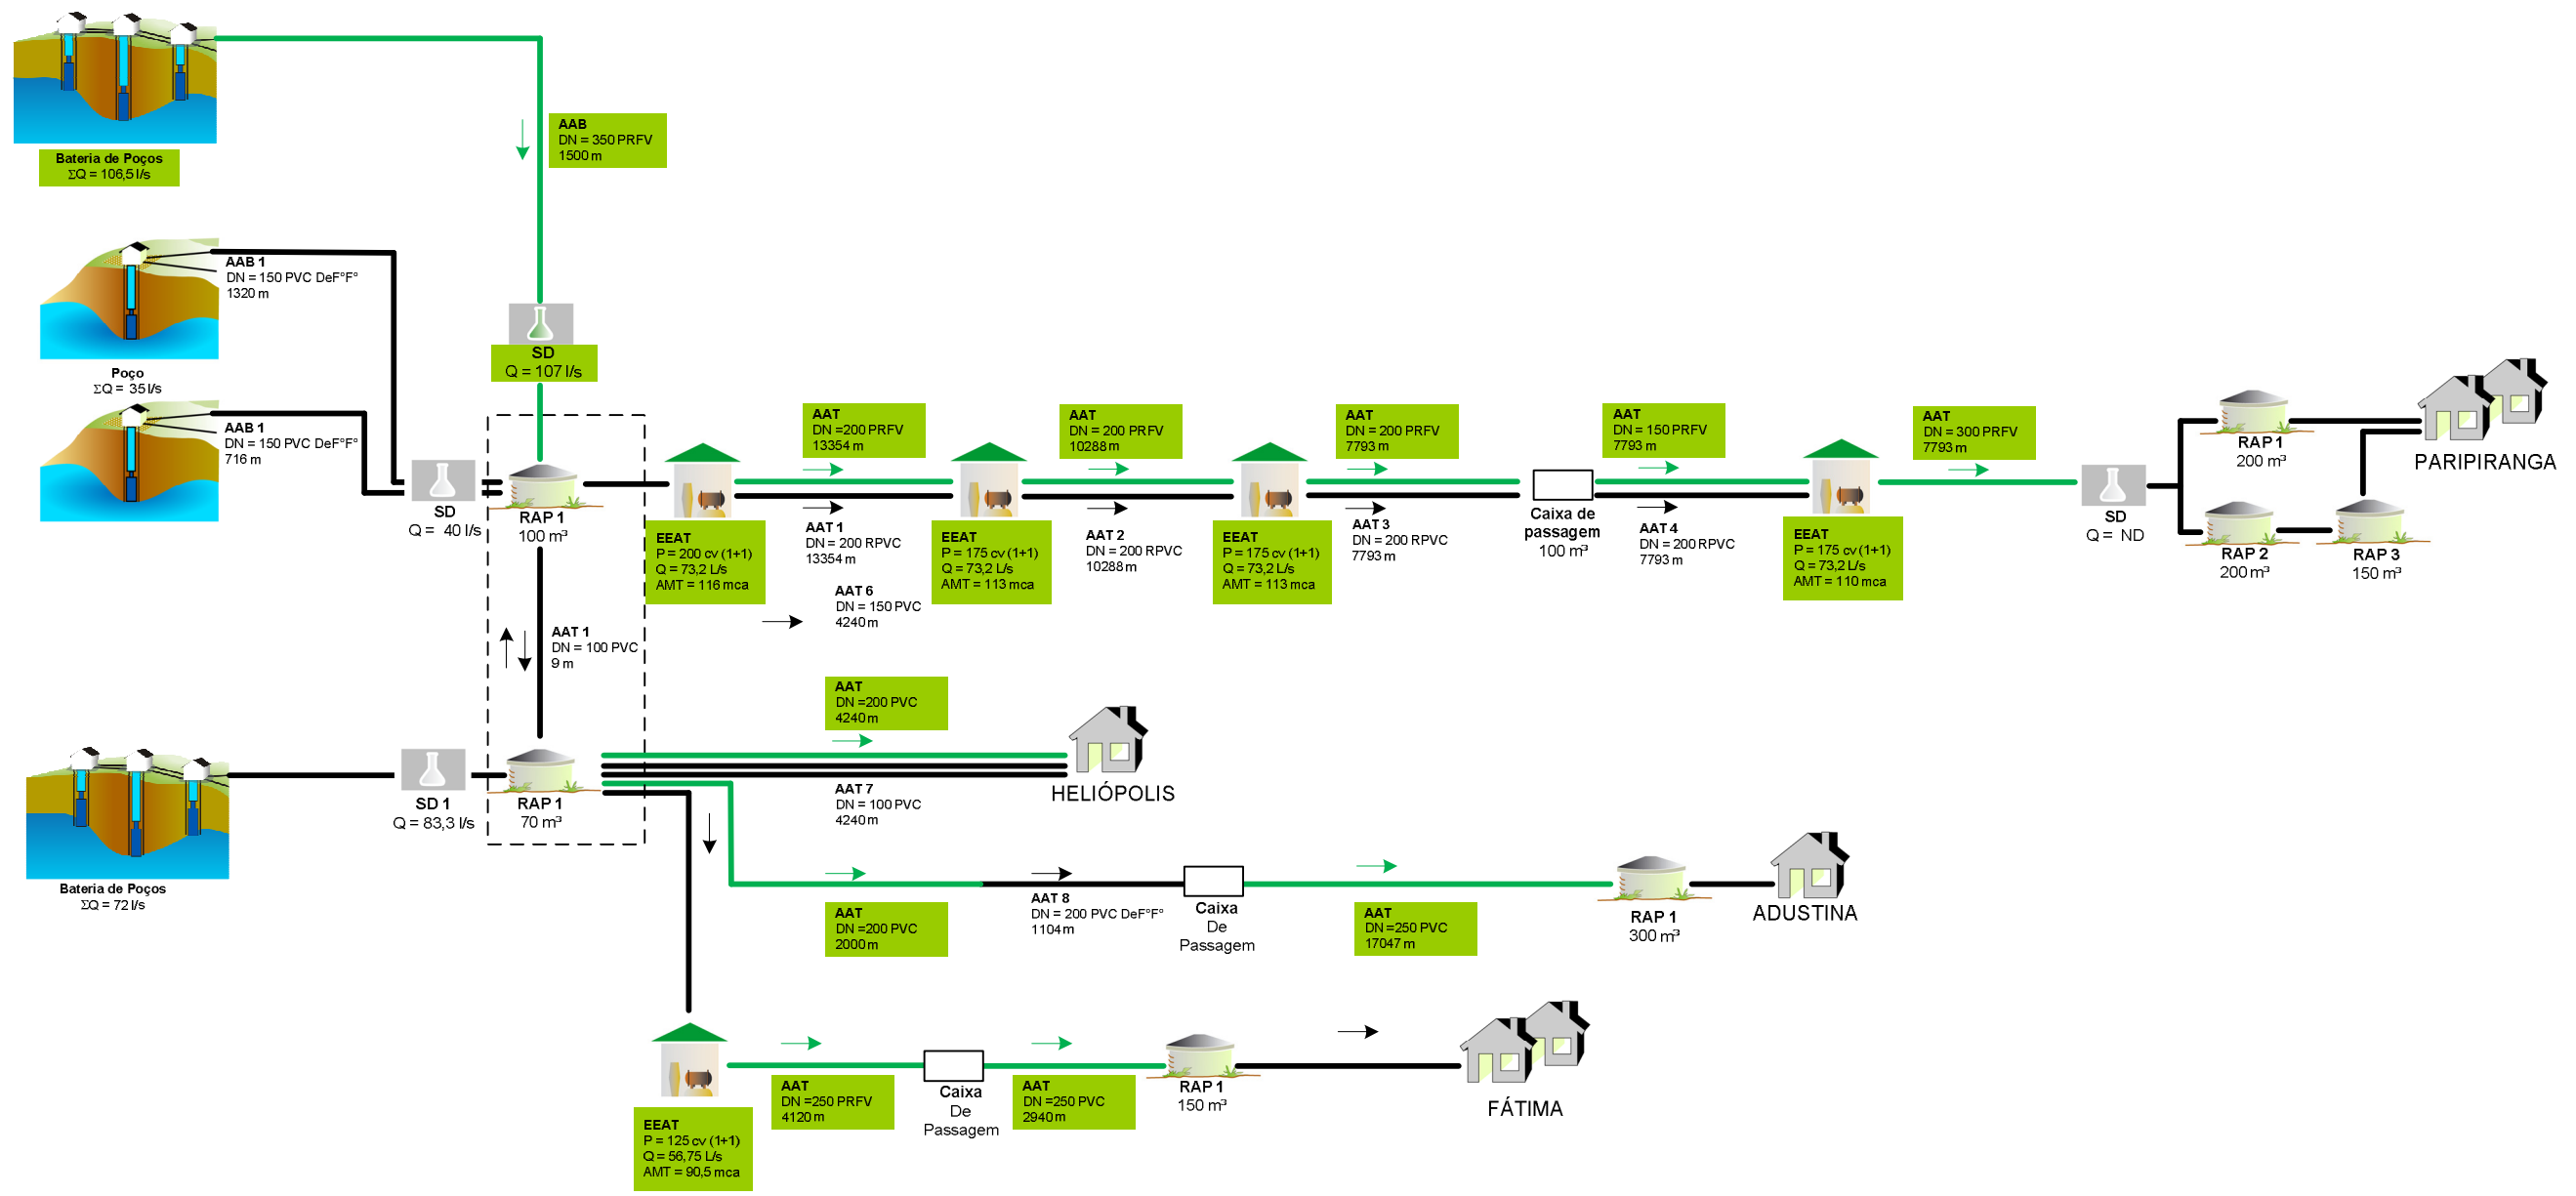 Bateria de Poços
ΣQ = 106,5 l/s
AAB
DN = 350 PRFV
1500 m
AAB 1
DN = 150 PVC DeF°F°
1320 m
Poço
ΣQ = 35 l/s
AAB 1
DN = 150 PVC DeF°F°
716 m
SD
Q = 107 l/s
SD
Q = 40 l/s
RAP 1
100 m³
EEAT
P = 200 cv (1+1)
Q = 73,2 L/s
AMT = 116 mca
AAT
DN =200 PRFV
13354 m
AAT 1
DN = 200 RPVC
13354 m
EEAT
P = 175 cv (1+1)
Q = 73,2 L/s
AMT = 113 mca
AAT
DN = 200 PRFV
10288 m
AAT 2
DN = 200 RPVC
10288 m
EEAT
P = 175 cv (1+1)
Q = 73,2 L/s
AMT = 113 mca
AAT
DN = 200 PRFV
7793 m
AAT 3
DN = 200 RPVC
7793 m
Caixa de
passagem
100 m³
AAT
DN = 150 PRFV
7793 m
AAT 4
DN = 200 RPVC
7793 m
EEAT
P = 175 cv (1+1)
Q = 73,2 L/s
AMT = 110 mca
AAT
DN = 300 PRFV
7793 m
SD
Q = ND
RAP 1
200 m³
RAP 2
200 m³
RAP 3
150 m³
PARIPIRANGA
AAT 6
DN = 150 PVC
4240 m
AAT 1
DN = 100 PVC
9 m
AAT
DN =200 PVC
4240 m
Bateria de Poços
ΣQ = 72 l/s
SD 1
Q = 83,3 l/s
RAP 1
70 m³
AAT 7
DN = 100 PVC
4240 m
HELIÓPOLIS
AAT
DN =200 PVC
2000 m
AAT 8
DN = 200 PVC DeF°F°
1104 m
Caixa
De
Passagem
AAT
DN =250 PVC
17047 m
RAP 1
300 m³
ADUSTINA
EEAT
P = 125 cv (1+1)
Q = 56,75 L/s
AMT = 90,5 mca
AAT
DN =250 PRFV
4120 m
Caixa
De
Passagem
AAT
DN =250 PVC
2940 m
RAP 1
150 m³
FÁTIMA